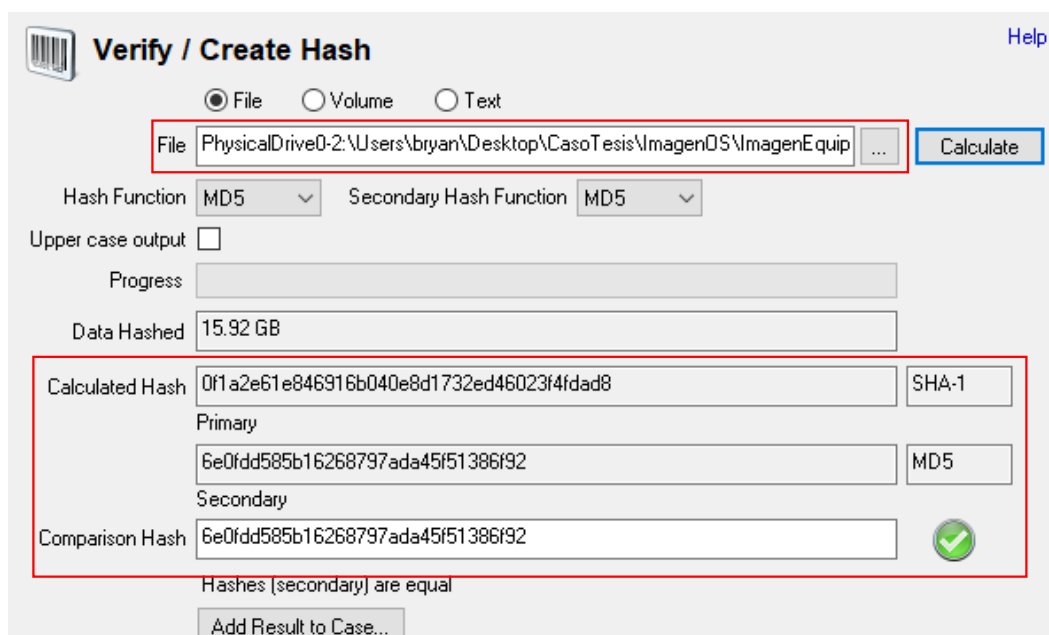 Verify / Create Hash
Help
File Volume Text
File PhysicalDrive0-2:\Users\bryan\Desktop\CasoTesis\ImagenOS\ImagenEquip ... Calculate
Hash Function MD5 Secondary Hash Function MD5
Upper case output
Progress
Data Hashed 15.92 GB
Calculated Hash 0f1a2e61e846916b040e8d1732ed46023f4fdad8 SHA-1
Primary
6e0fdd585b16268797ada45f51386f92 MD5
Secondary
Comparison Hash 6e0fdd585b16268797ada45f51386f92
Hashes (secondary) are equal
Add Result to Case...